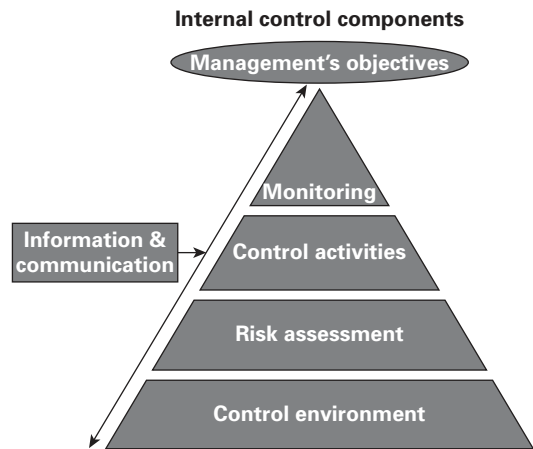 Internal control components
Management’s objectives
Monitoring
Information &
communication
Control activities
Risk assessment
Control environment